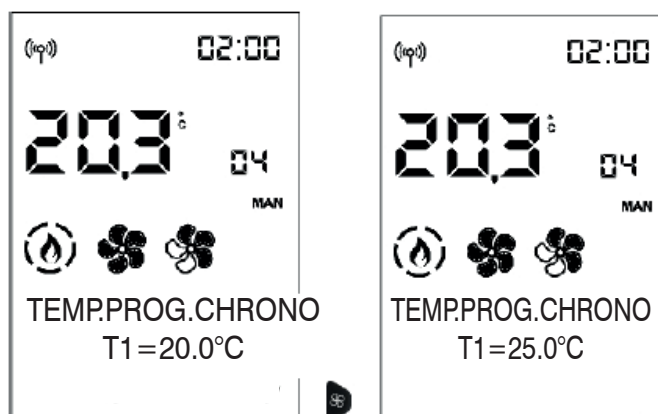 02:00
20,3 °C
04
MAN
TEMP.PROG.CHRONO
T1=20.0°C
02:00
20,3 °C
04
MAN
TEMP.PROG.CHRONO
T1=25.0°C